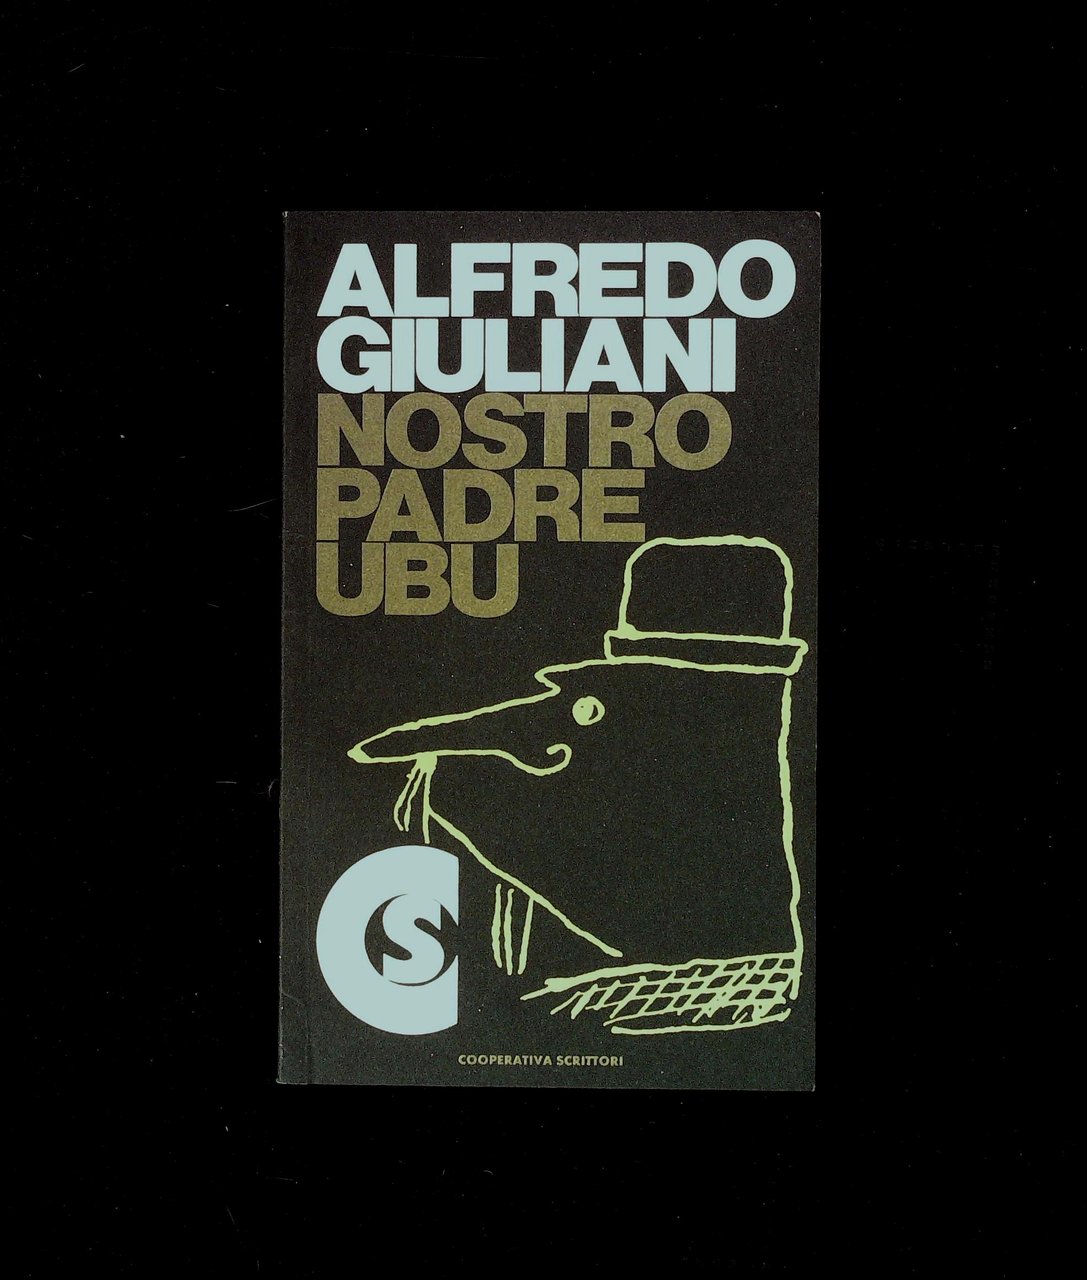 ALFREDO
GIULIANI
NOSTRO
PADRE
UBU
CS
COOPERATIVA SCRITTORI